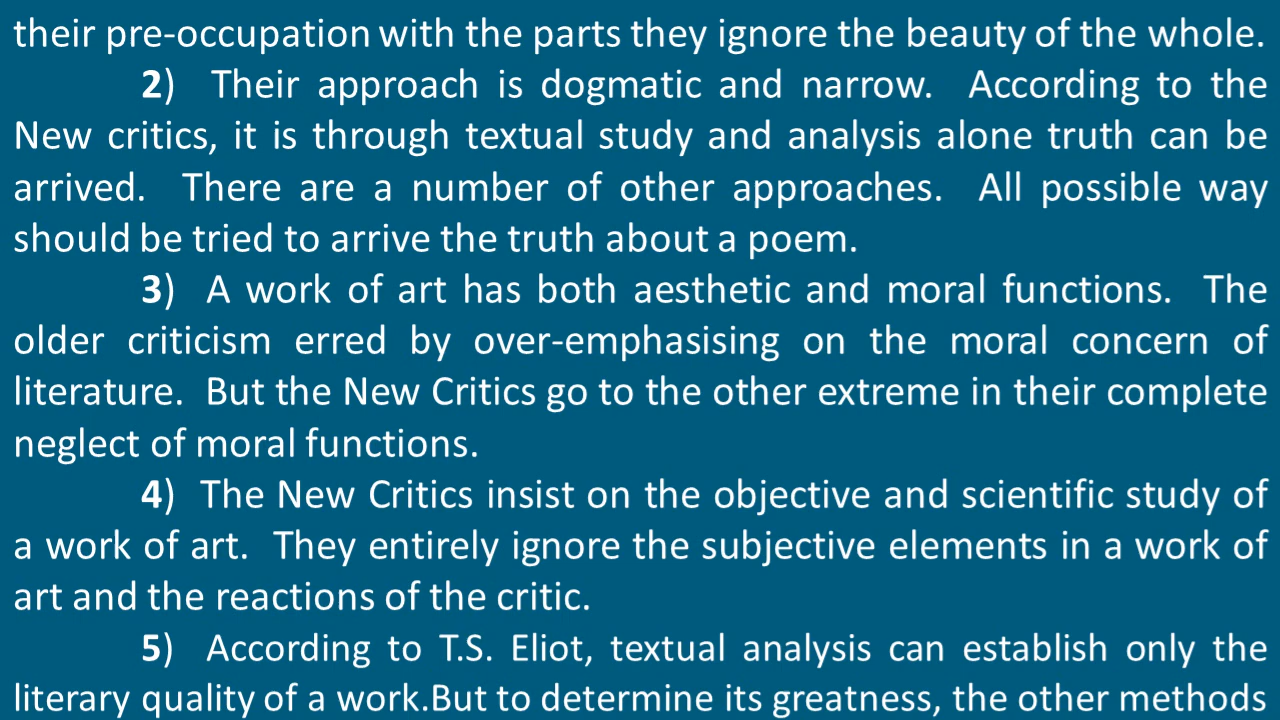 their pre-occupation with the parts they ignore the beauty of the whole.
2) Their approach is dogmatic and narrow. According to the
New critics, it is through textual study and analysis alone truth can be
arrived. There are a number of other approaches. All possible way
should be tried to arrive the truth about a poem.
3) A work of art has both aesthetic and moral functions. The
older criticism erred by over-emphasising on the moral concern of
literature. But the New Critics go to the other extreme in their complete
neglect of moral functions.
4) The New Critics insist on the objective and scientific study of
a work of art. They entirely ignore the subjective elements in a work of
art and the reactions of the critic.
5) According to T.S. Eliot, textual analysis can establish only the
literary quality of a work.But to determine its greatness, the other methods